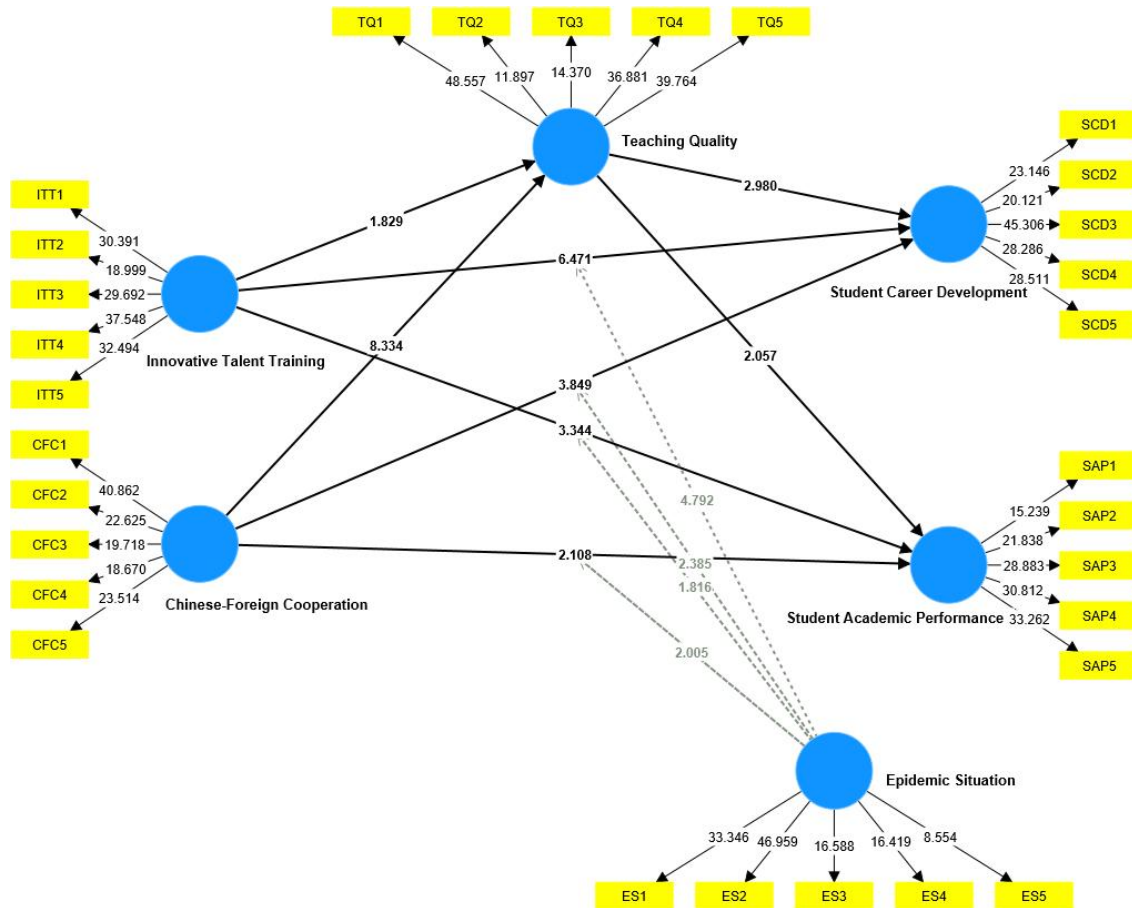 TQ1 TQ2 TQ3 TQ4 TQ5
48.557 11.897 14.370 36.881 39.764
Teaching Quality
SCD1
SCD2
SCD3
SCD4
SCD5
23.146
20.121
45.306
28.286
28.511
Student Career Development
ITT1
ITT2
ITT3
ITT4
ITT5
30.391
18.999
29.692
37.548
32.494
Innovative Talent Training
1.829
2.980
6.471
8.334
2.057
3.849
3.344
CFC1
CFC2
CFC3
CFC4
CFC5
40.862
22.625
19.718
18.670
23.514
Chinese-Foreign Cooperation
4.792
2.108
2.385
1.816
2.005
SAP1
SAP2
SAP3
SAP4
SAP5
15.239
21.838
28.883
30.812
33.262
Student Academic Performance
Epidemic Situation
33.346 46.959 16.588 16.419 8.554
ES1 ES2 ES3 ES4 ES5